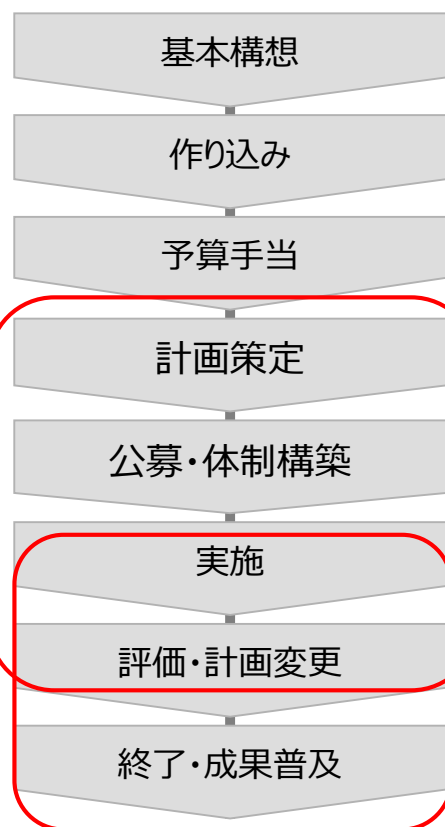 基本構想
作り込み
予算手当
計画策定
公募・体制構築
実施
評価・計画変更
終了・成果普及